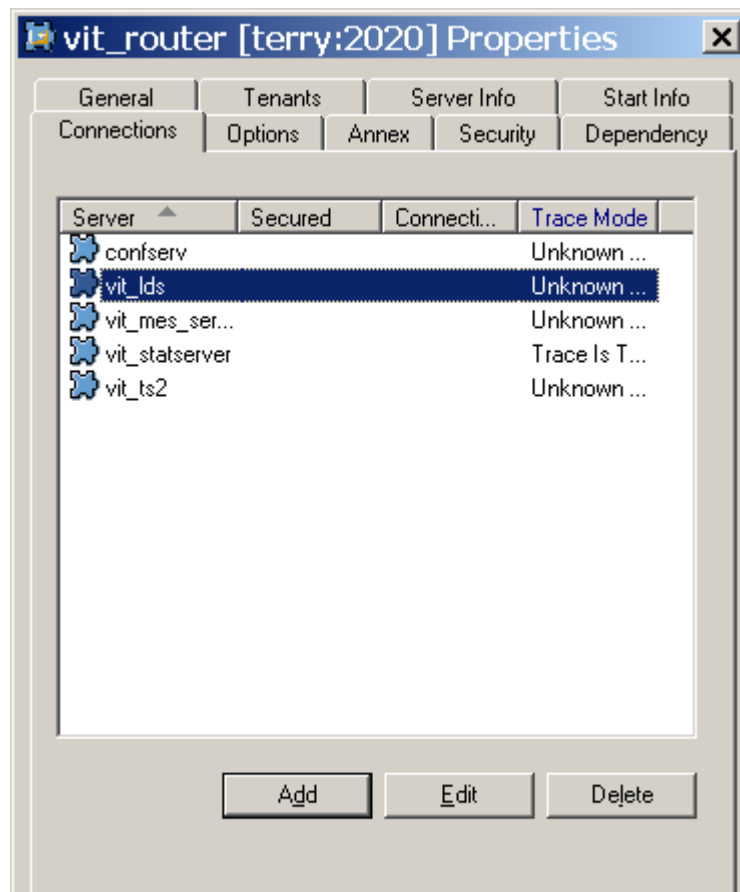 vit_router [terry:2020] Properties
General Tenants Server Info Start Info
Connections Options Annex Security Dependency
Server Secured Connecti... Trace Mode
confserv Unknown ...
vit_lds Unknown ...
vit_mes_ser... Unknown ...
vit_statserver Trace Is T...
vit_ts2 Unknown ...
Add Edit Delete